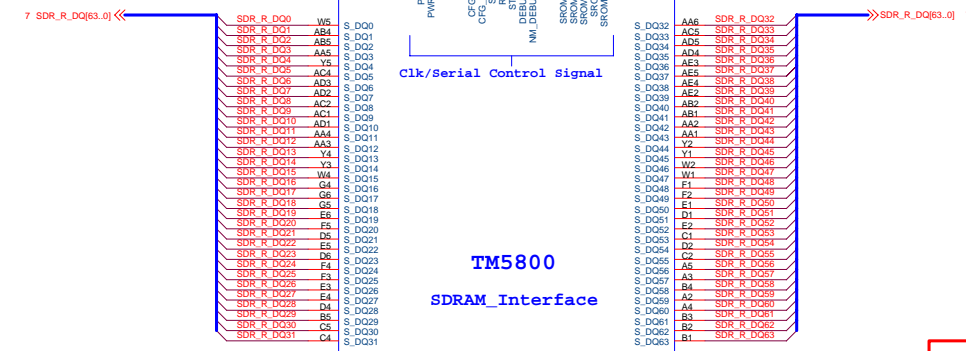 7 SDR_R_DQ[63..0]
SDR_R_DQ0 W5 S_DQ0
SDR_R_DQ1 AB4 S_DQ1
SDR_R_DQ2 AB5 S_DQ2
SDR_R_DQ3 AA5 S_DQ3
SDR_R_DQ4 Y5 S_DQ4
SDR_R_DQ5 AC4 S_DQ5
SDR_R_DQ6 AD3 S_DQ6
SDR_R_DQ7 AD2 S_DQ7
SDR_R_DQ8 AC2 S_DQ8
SDR_R_DQ9 AC1 S_DQ9
SDR_R_DQ10 AD1 S_DQ10
SDR_R_DQ11 AA4 S_DQ11
SDR_R_DQ12 AA3 S_DQ12
SDR_R_DQ13 Y4 S_DQ13
SDR_R_DQ14 Y3 S_DQ14
SDR_R_DQ15 W4 S_DQ15
SDR_R_DQ16 G4 S_DQ16
SDR_R_DQ17 G6 S_DQ17
SDR_R_DQ18 G5 S_DQ18
SDR_R_DQ19 E6 S_DQ19
SDR_R_DQ20 F5 S_DQ20
SDR_R_DQ21 D5 S_DQ21
SDR_R_DQ22 E5 S_DQ22
SDR_R_DQ23 D6 S_DQ23
SDR_R_DQ24 F4 S_DQ24
SDR_R_DQ25 F3 S_DQ25
SDR_R_DQ26 E3 S_DQ26
SDR_R_DQ27 E4 S_DQ27
SDR_R_DQ28 D4 S_DQ28
SDR_R_DQ29 B5 S_DQ29
SDR_R_DQ30 C5 S_DQ30
SDR_R_DQ31 C4 S_DQ31
Clk/Serial Control Signal
TM5800
SDRAM_Interface
S_DQ32 AA6 SDR_R_DQ32
S_DQ33 AC5 SDR_R_DQ33
S_DQ34 AD5 SDR_R_DQ34
S_DQ35 AD4 SDR_R_DQ35
S_DQ36 AE3 SDR_R_DQ36
S_DQ37 AE5 SDR_R_DQ37
S_DQ38 AE4 SDR_R_DQ38
S_DQ39 AE2 SDR_R_DQ39
S_DQ40 AB2 SDR_R_DQ40
S_DQ41 AB1 SDR_R_DQ41
S_DQ42 AA2 SDR_R_DQ42
S_DQ43 AA1 SDR_R_DQ43
S_DQ44 Y2 SDR_R_DQ44
S_DQ45 Y1 SDR_R_DQ45
S_DQ46 W2 SDR_R_DQ46
S_DQ47 W1 SDR_R_DQ47
S_DQ48 F1 SDR_R_DQ48
S_DQ49 F2 SDR_R_DQ49
S_DQ50 E1 SDR_R_DQ50
S_DQ51 D1 SDR_R_DQ51
S_DQ52 E2 SDR_R_DQ52
S_DQ53 C1 SDR_R_DQ53
S_DQ54 D2 SDR_R_DQ54
S_DQ55 C2 SDR_R_DQ55
S_DQ56 A5 SDR_R_DQ56
S_DQ57 A3 SDR_R_DQ57
S_DQ58 B4 SDR_R_DQ58
S_DQ59 A2 SDR_R_DQ59
S_DQ60 A4 SDR_R_DQ60
S_DQ61 B3 SDR_R_DQ61
S_DQ62 B2 SDR_R_DQ62
S_DQ63 B1 SDR_R_DQ63
SDR_R_DQ[63..0]